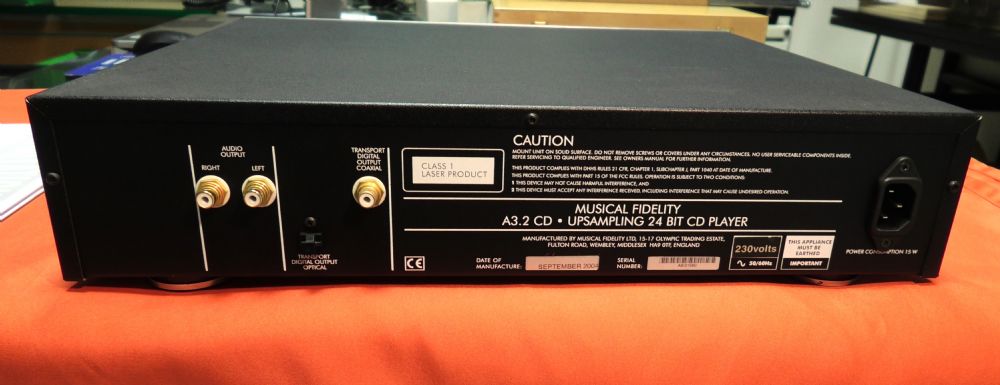 AUDIO
OUTPUT
RIGHT
LEFT
TRANSPORT
DIGITAL
OUTPUT
COAXIAL
TRANSPORT
DIGITAL OUTPUT
OPTICAL
CLASS 1
LASER PRODUCT
CAUTION
MOUNT UNIT ON SOLID SURFACE. DO NOT REMOVE SCREWS OR COVERS UNDER ANY CIRCUMSTANCES. NO USER SERVICEABLE COMPONENTS INSIDE.
REFER SERVICING TO QUALIFIED ENGINEER. SEE OWNERS MANUAL FOR FURTHER INFORMATION.
THIS PRODUCT COMPLIES WITH DHHS RULES 21 CFR, CHAPTER 1, SUBCHAPTER J, PART 1040 AT DATE OF MANUFACTURE.
THIS PRODUCT COMPLIES WITH PART 15 OF THE FCC RULES. OPERATION IS SUBJECT TO TWO CONDITIONS:
1 THIS DEVICE MAY NOT CAUSE HARMFUL INTERFERENCE, AND
2 THIS DEVICE MUST ACCEPT ANY INTERFERENCE RECEIVED, INCLUDING INTERFERENCE THAT MAY CAUSE UNDESIRED OPERATION.
MUSICAL FIDELITY
A3.2 CD • UPSAMPLING 24 BIT CD PLAYER
MANUFACTURED BY MUSICAL FIDELITY LTD, 15-17 OLYMPIC TRADING ESTATE,
FULTON ROAD, WEMBLEY, MIDDLESEX HA9 0TF, ENGLAND
CE
DATE OF
MANUFACTURE:
SEPTEMBER 2004
SERIAL
NUMBER:
230volts
50/60Hz
THIS APPLIANCE
MUST BE
EARTHED
IMPORTANT
POWER CONSUMPTION 15 W